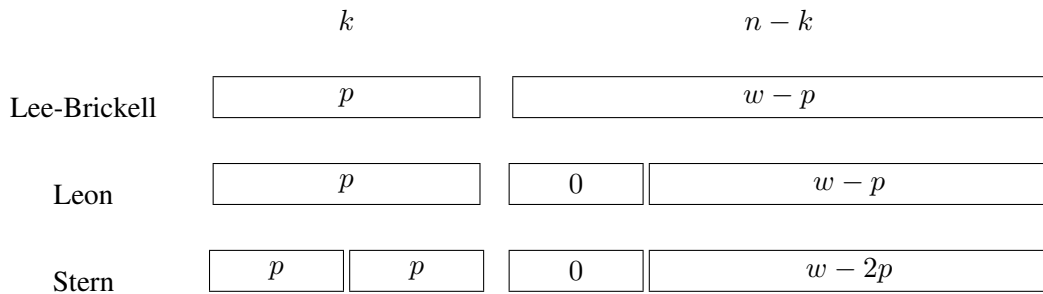 k n − k
Lee-Brickell p w − p
Leon p 0 w − p
Stern p p 0 w − 2p